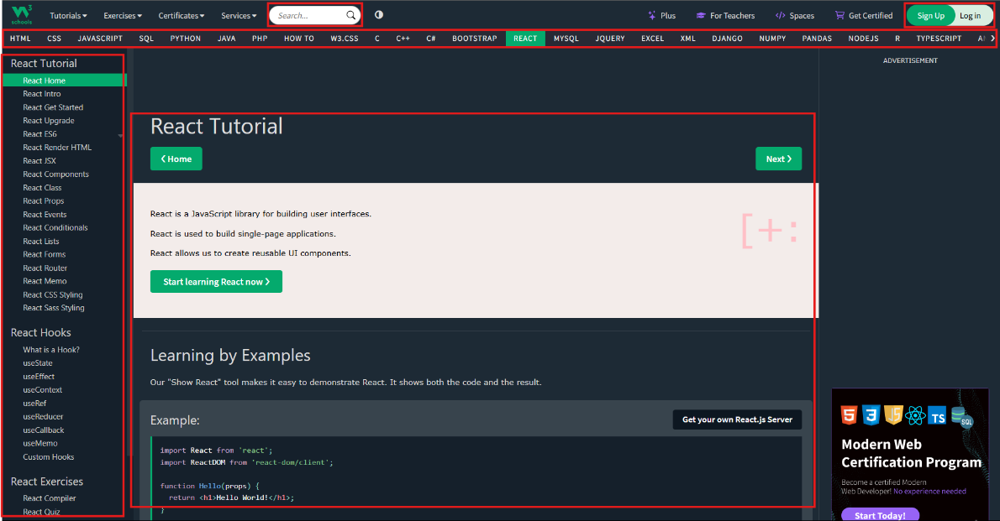 W3 schools
Tutorials Exercises Certificates Services Search... Plus For Teachers Spaces Get Certified Sign Up Log in
HTML CSS JAVASCRIPT SQL PYTHON JAVA PHP HOW TO W3.CSS C C++ C# BOOTSTRAP REACT MYSQL JQUERY EXCEL XML DJANGO NUMPY PANDAS NODEJS R TYPESCRIPT
React Tutorial
React Home
React Intro
React Get Started
React Upgrade
React ES6
React Render HTML
React JSX
React Components
React Class
React Props
React Events
React Conditionals
React Lists
React Forms
React Router
React Memo
React CSS Styling
React Sass Styling
React Hooks
What is a Hook?
useState
useEffect
useContext
useRef
useReducer
useCallback
useMemo
Custom Hooks
React Exercises
React Compiler
React Quiz
React Tutorial
❮ Home
Next ❯
React is a JavaScript library for building user interfaces.
React is used to build single-page applications.
React allows us to create reusable UI components.
[+:
Start learning React now ❯
Learning by Examples
Our "Show React" tool makes it easy to demonstrate React. It shows both the code and the result.
Example:
Get your own React.js Server
import React from 'react';
import ReactDOM from 'react-dom/client';
function Hello(props) {
return <h1>Hello World!</h1>;
}
ADVERTISEMENT
5 3 JS TS SQL
Modern Web
Certification Program
Become a certified Modern
Web Developer! No experience needed
Start Today!